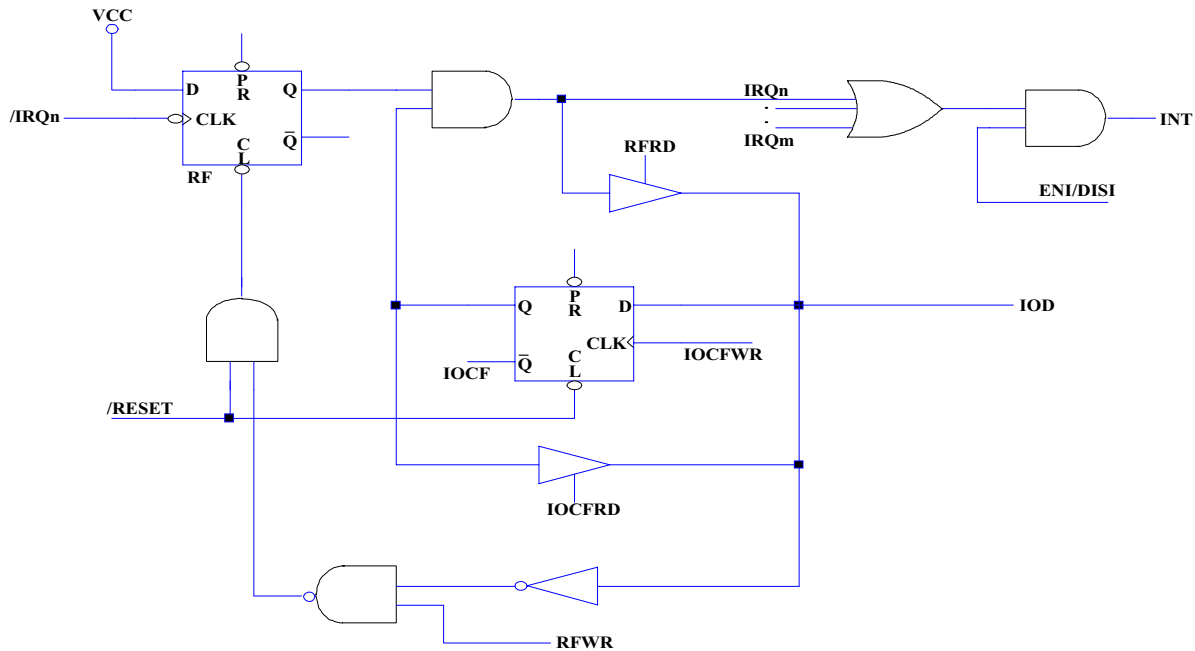 VCC
P
R
D
Q
/IRQn
CLK
C
L
Q̅
RF
IRQn
IRQm
INT
RFRD
ENI/DISI
P
R
Q
D
IOD
CLK
IOCFWR
C
L
Q̅
IOCF
/RESET
IOCFRD
RFWR